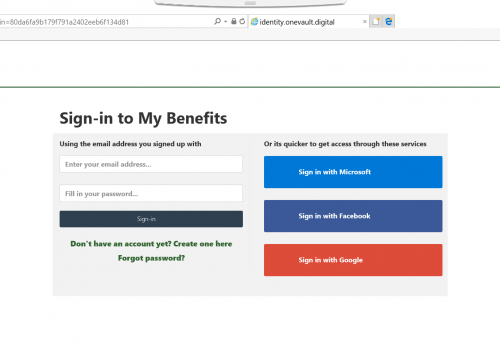 in=80da6fa9b179f791a2402eeb6f134d81
identity.onevault.digital
Sign-in to My Benefits
Using the email address you signed up with
Enter your email address...
Fill in your password...
Sign-in
Don't have an account yet? Create one here
Forgot password?
Or its quicker to get access through these services
Sign in with Microsoft
Sign in with Facebook
Sign in with Google